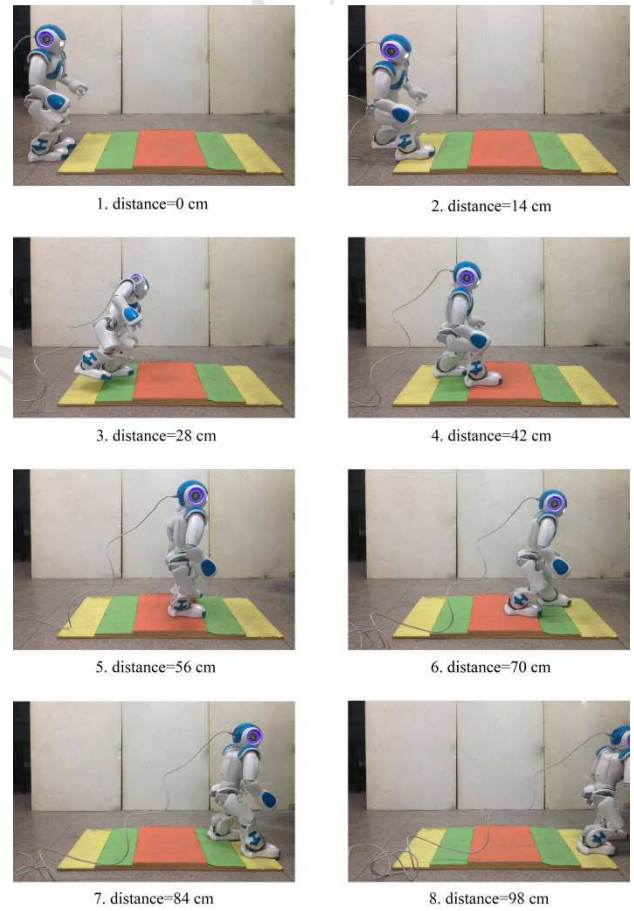 1. distance=0 cm
2. distance=14 cm
3. distance=28 cm
4. distance=42 cm
5. distance=56 cm
6. distance=70 cm
7. distance=84 cm
8. distance=98 cm